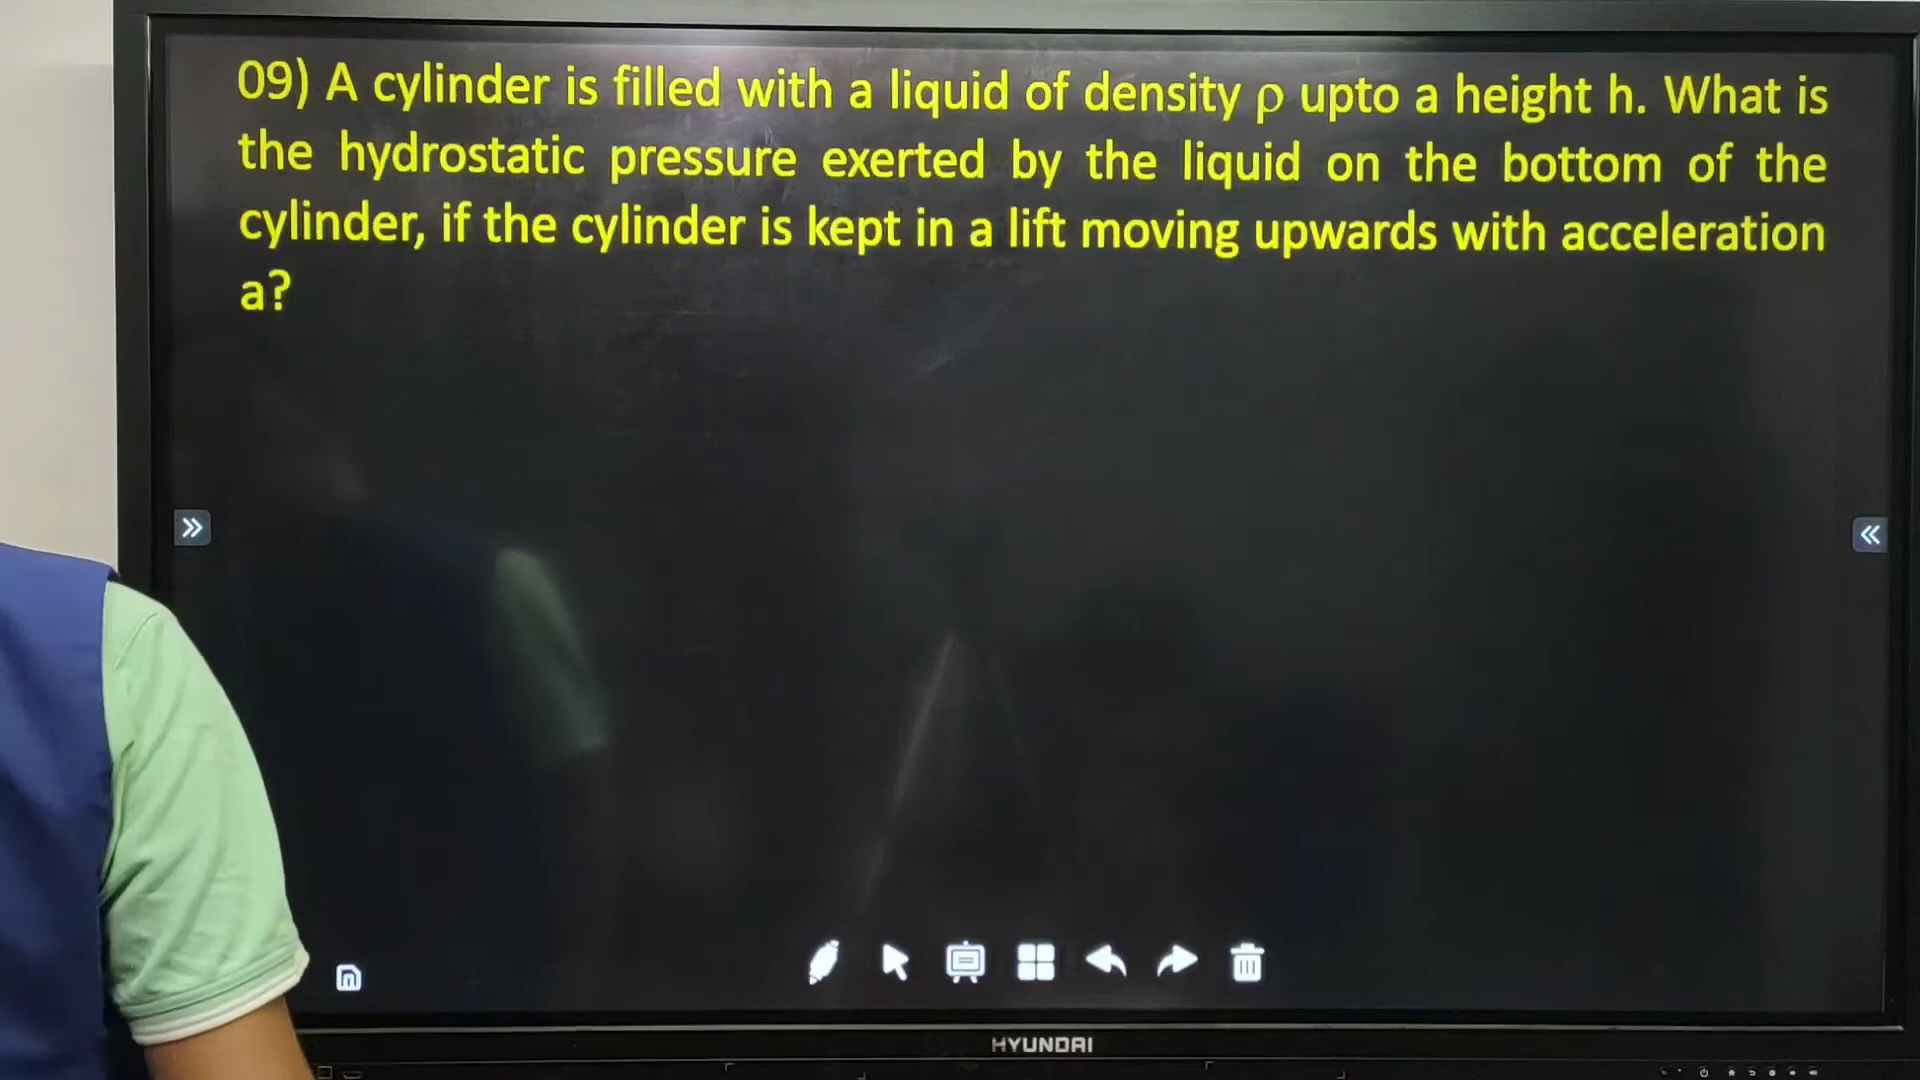 09) A cylinder is filled with a liquid of density ρ upto a height h. What is
the hydrostatic pressure exerted by the liquid on the bottom of the
cylinder, if the cylinder is kept in a lift moving upwards with acceleration
a?
HYUNDAI